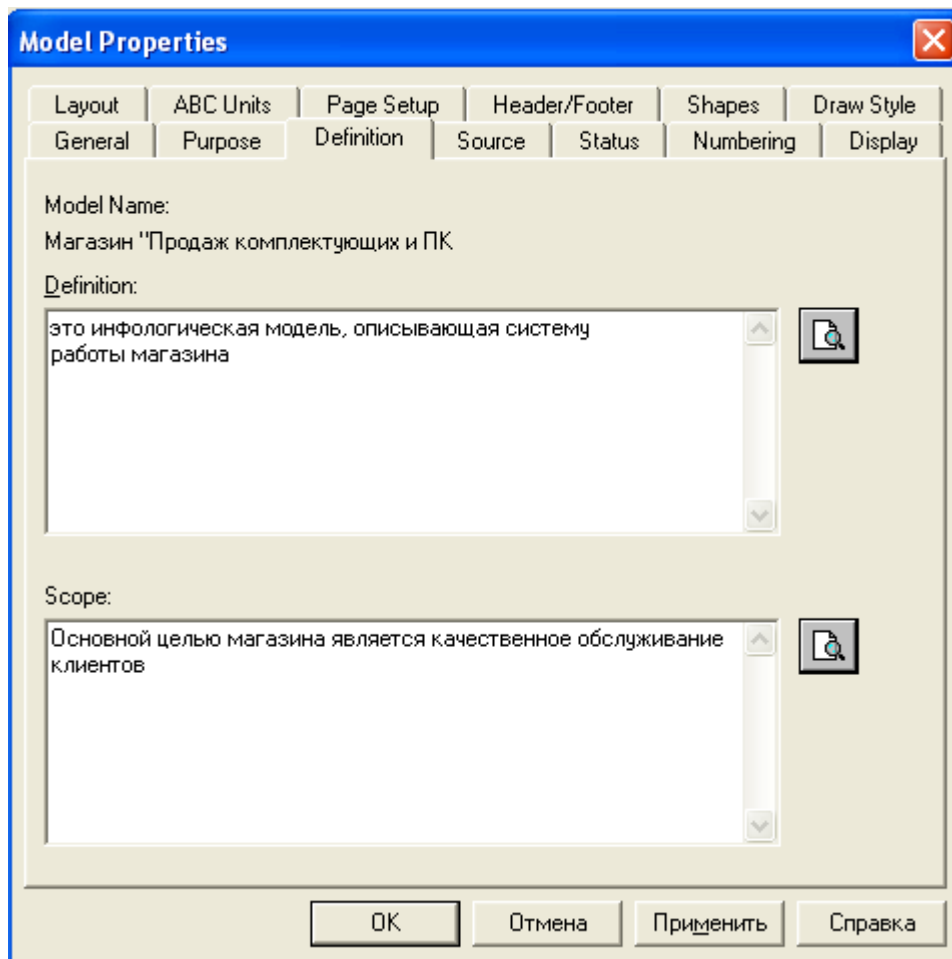 Model Properties
Layout ABC Units Page Setup Header/Footer Shapes Draw Style
General Purpose Definition Source Status Numbering Display
Model Name:
Магазин "Продаж комплектующих и ПК
Definition:
это инфологическая модель, описывающая систему
работы магазина
Scope:
Основной целью магазина является качественное обслуживание
клиентов
OK Отмена Применить Справка